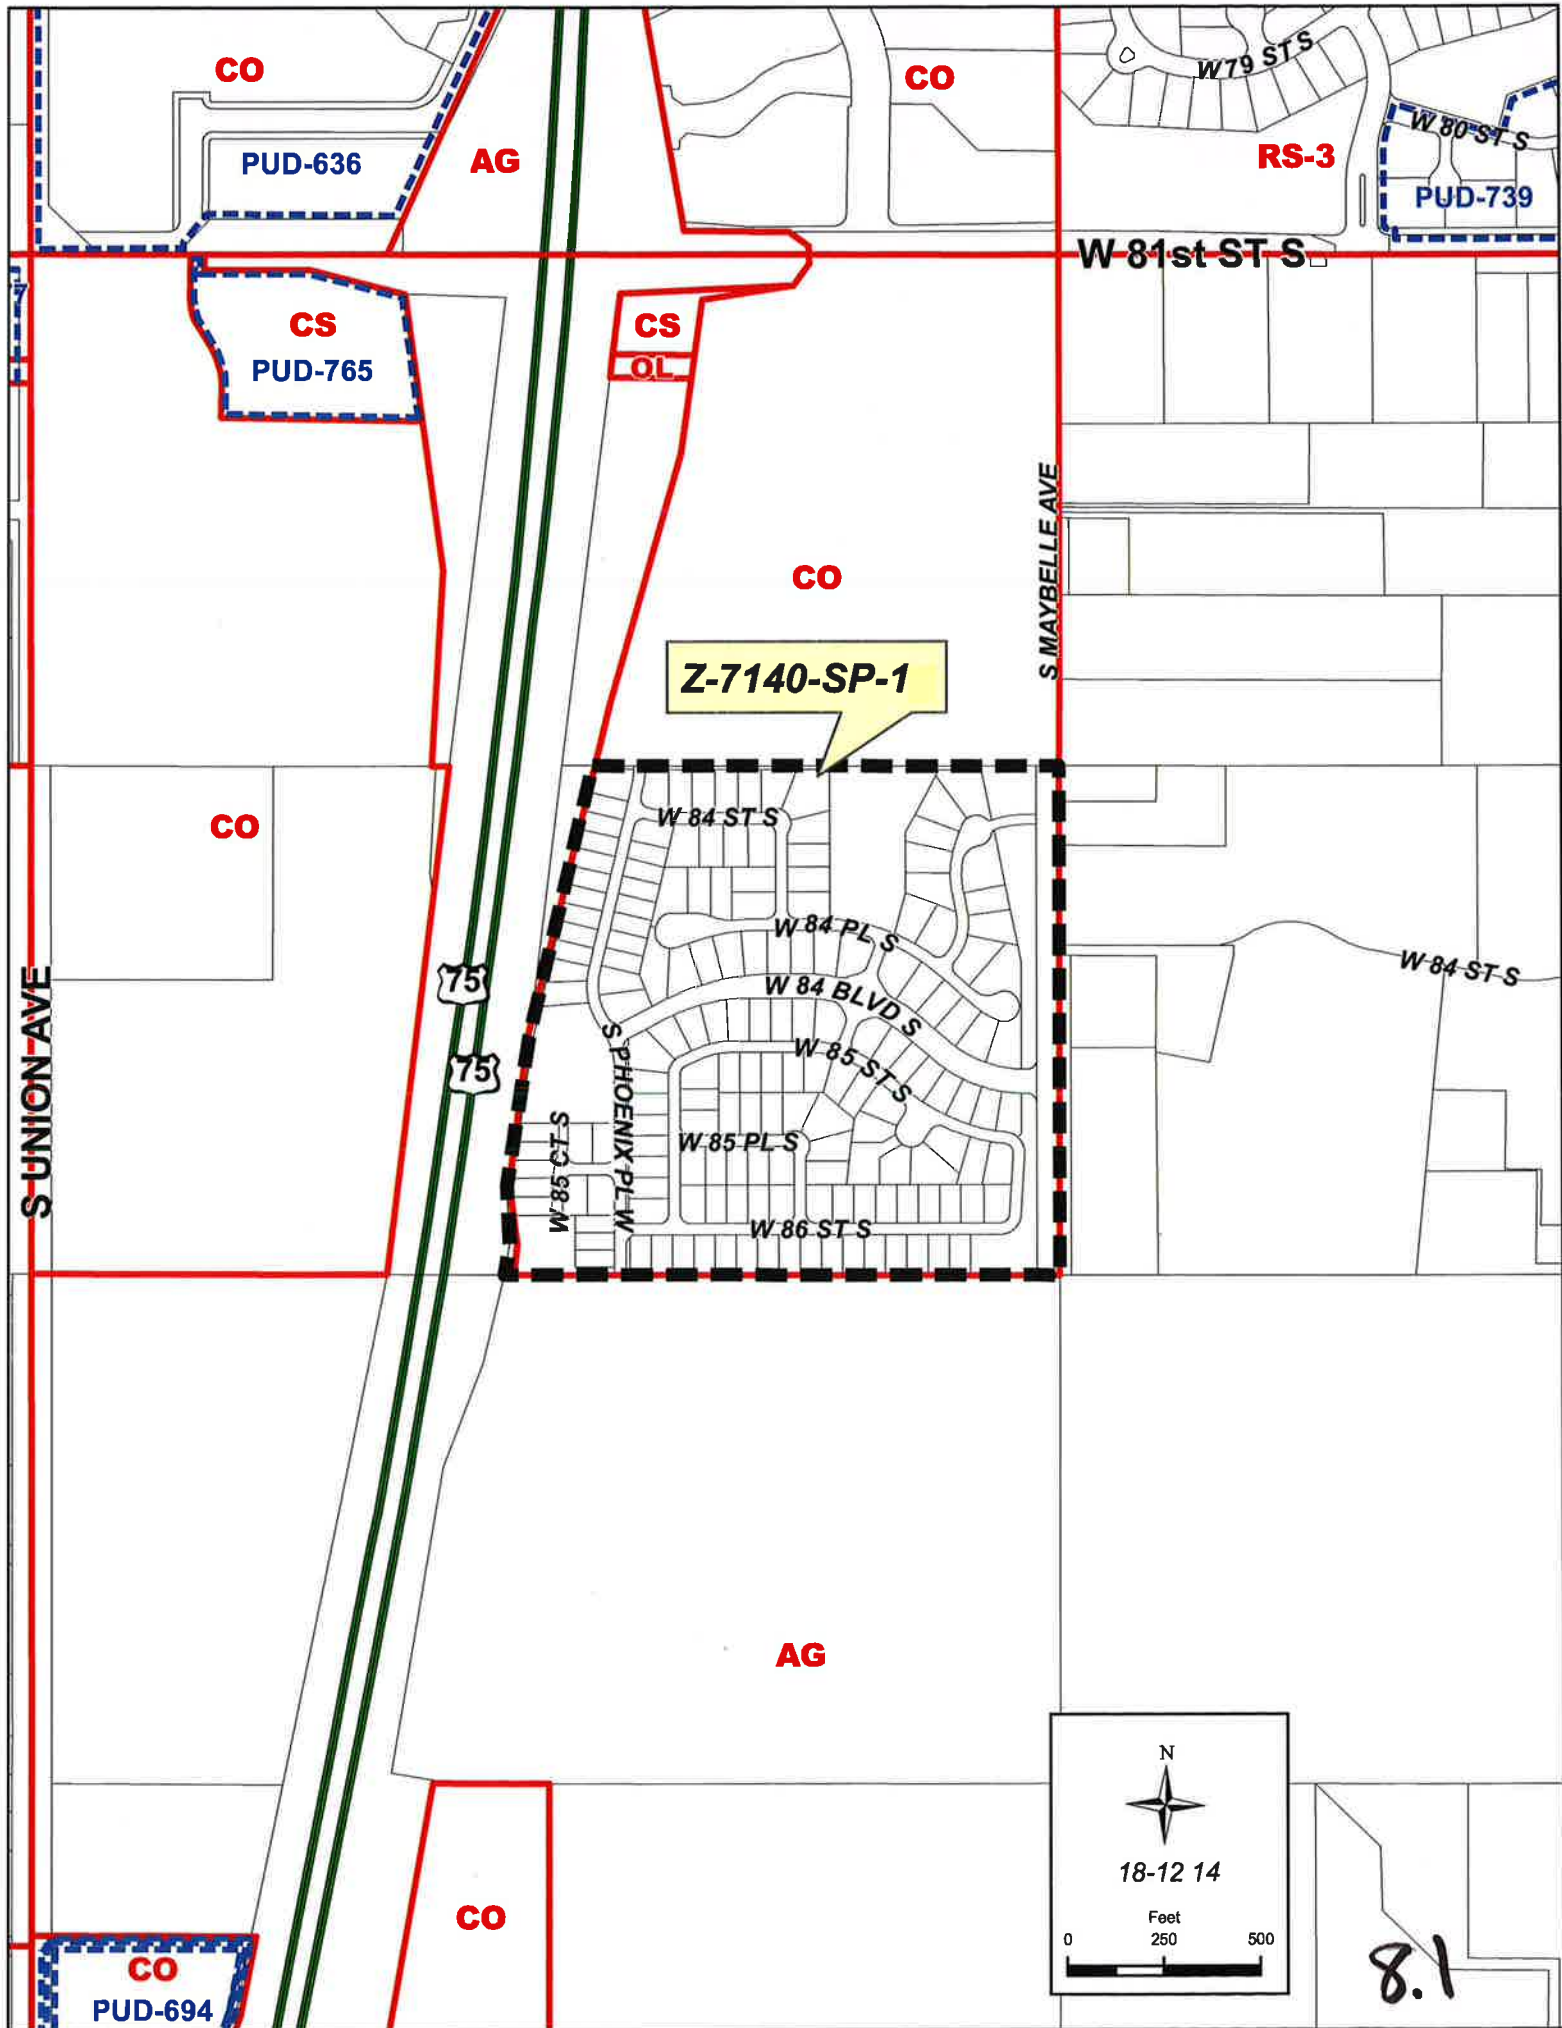 CO
CO
W 79 ST S
W 80 ST S
PUD-636
AG
RS-3
PUD-739
W 81st ST S
7
CS
PUD-765
CS
OL
S MAYBELLE AVE
CO
Z-7140-SP-1
CO
W 84 ST S
W 84 PL S
W 84 ST S
75
W 84 BLVD S
S UNION AVE
75
S PHOENIX PL W
W 85 ST S
W 85 CT S
W 85 PL S
W 86 ST S
AG
N
18-12 14
Feet
0 250 500
CO
CO
PUD-694
8.1